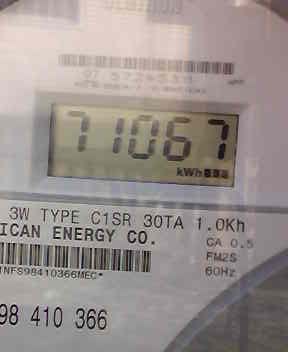 71067
kWh
3W TYPE C1SR 30TA 1.0Kh
ICAN ENERGY CO.
CA 0.5
FM2S
60Hz
98 410 366